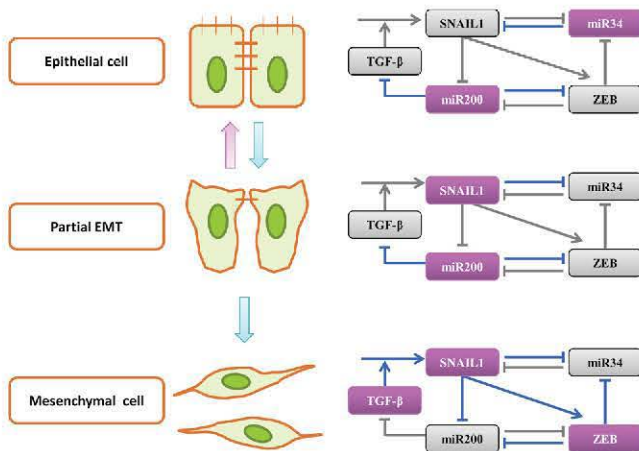 Epithelial cell
SNAIL1
miR34
TGF-β
miR200
ZEB
Partial EMT
SNAIL1
miR34
TGF-β
miR200
ZEB
Mesenchymal cell
SNAIL1
miR34
TGF-β
miR200
ZEB